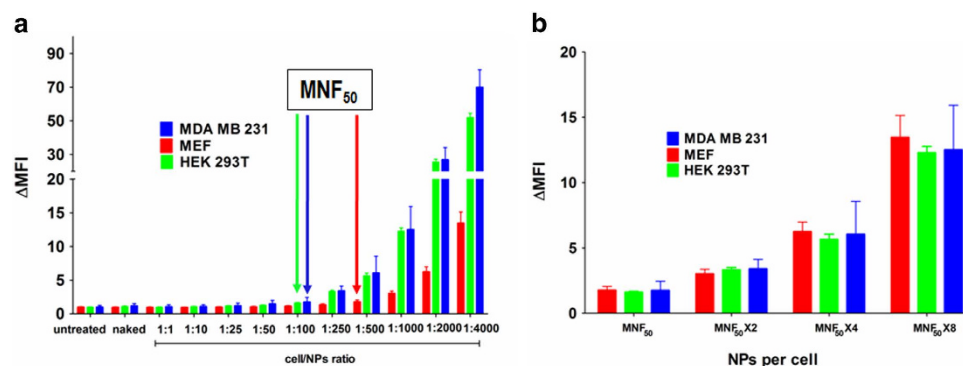 a
ΔMFI
90
70
50
30
10
5
0
MNF50
MDA MB 231
MEF
HEK 293T
untreated naked 1:1 1:10 1:25 1:50 1:100 1:250 1:500 1:1000 1:2000 1:4000
cell/NPs ratio
b
ΔMFI
20
15
10
5
0
MDA MB 231
MEF
HEK 293T
MNF50 MNF50X2 MNF50X4 MNF50X8
NPs per cell